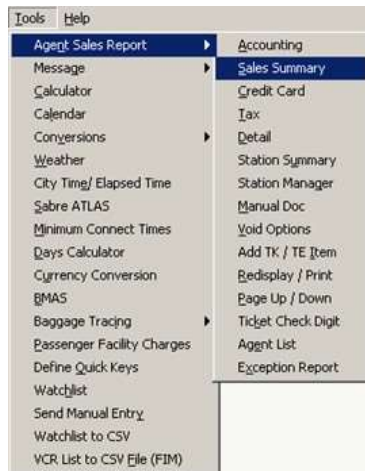 Tools Help
Agent Sales Report
Message
Calculator
Calendar
Conversions
Weather
City Time/ Elapsed Time
Sabre ATLAS
Minimum Connect Times
Days Calculator
Currency Conversion
BMAS
Baggage Tracing
Passenger Facility Charges
Define Quick Keys
Watchlist
Send Manual Entry
Watchlist to CSV
VCR List to CSV File (FIM)
Accounting
Sales Summary
Credit Card
Tax
Detail
Station Summary
Station Manager
Manual Doc
Void Options
Add TK / TE Item
Redisplay / Print
Page Up / Down
Ticket Check Digit
Agent List
Exception Report